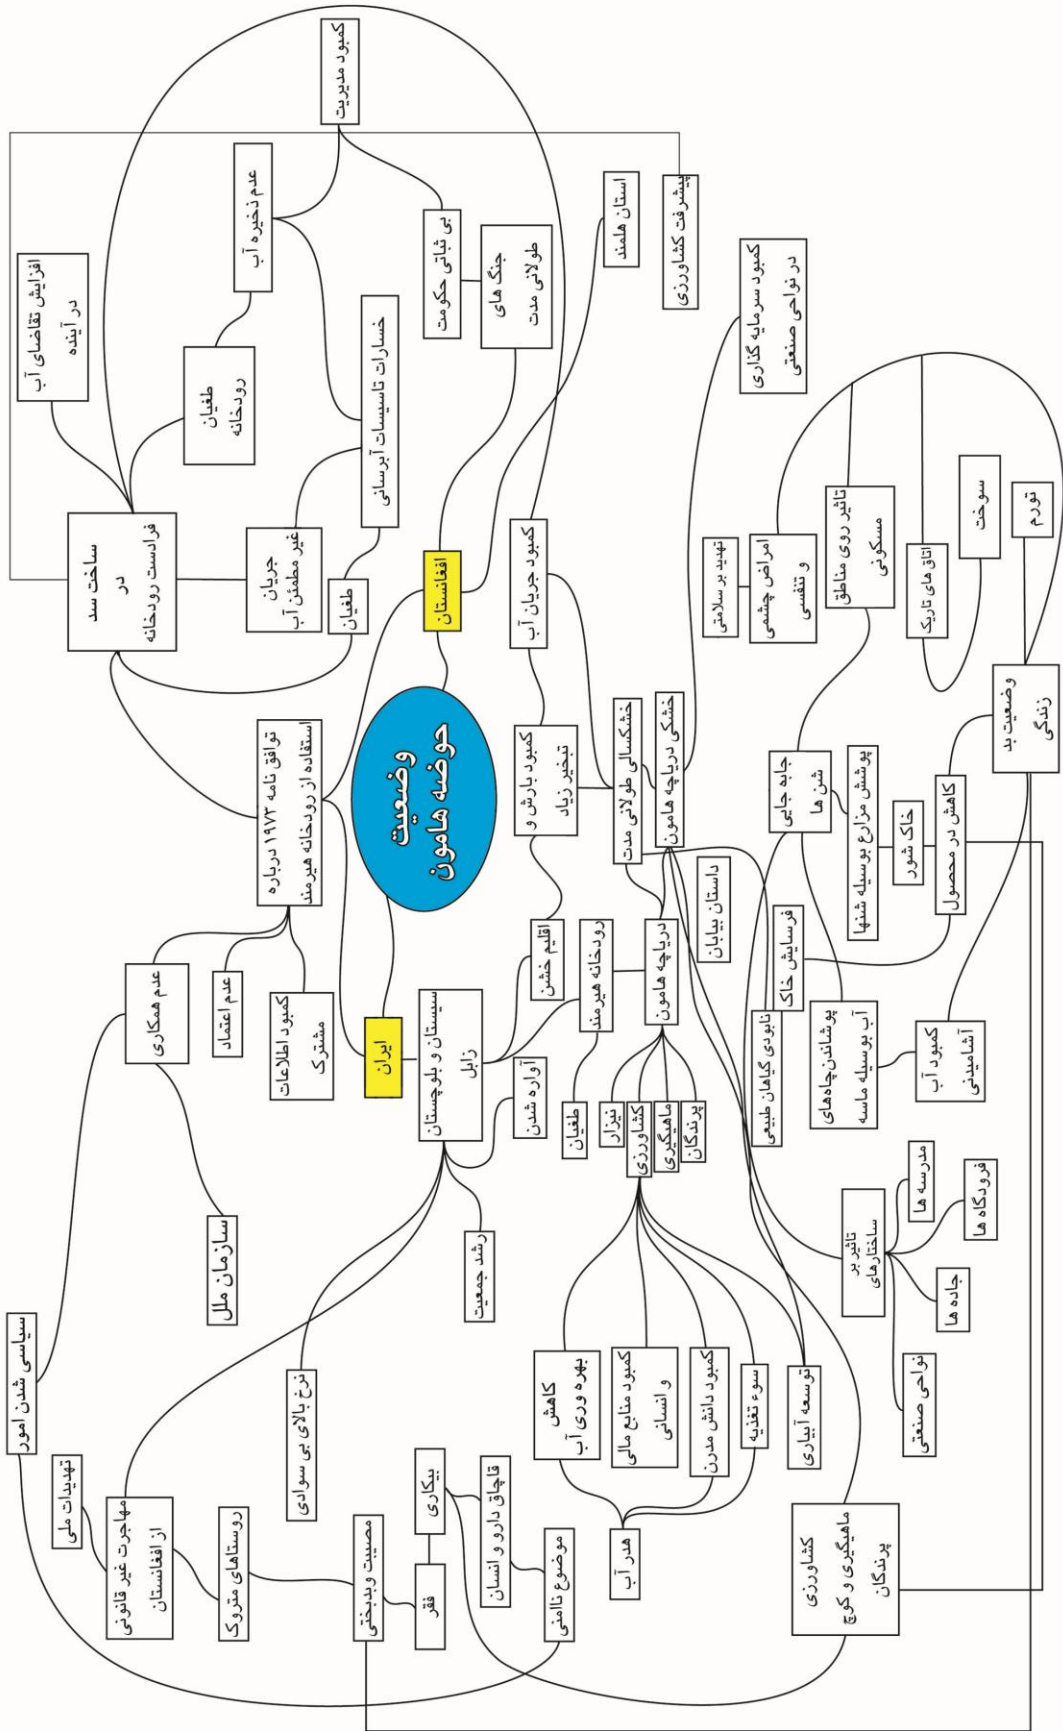 وضعیت
حوضه هامون
افغانستان
ایران
توافق نامه ۱۹۷۳ درباره
استفاده از رودخانه هیرمند
عدم همکاری
عدم اعتماد
کمبود اطلاعات
مشترک
سازمان ملل
سیاسی شدن امور
ساخت سد
در
فرادست رودخانه
افزایش تقاضای آب
در آینده
طغیان
رودخانه
عدم ذخیره آب
کمبود مدیریت
جریان
غیر مطمئن آب
خسارات تاسیسات آبرسانی
طغیان
بی ثباتی حکومت
جنگ های
طولانی مدت
استان هلمند
پیشرفت کشاورزی
کمبود جریان آب
کمبود بارش و
تبخیر زیاد
اقلیم خشن
خشکسالی طولانی مدت
خشکی دریاچه هامون
کمبود سرمایه گذاری
در نواحی صنعتی
سیستان و بلوچستان
زابل
آواره شدن
رشد جمعیت
نرخ بالای بی سوادی
مهاجرت غیر قانونی
از افغانستان
تهدیدات ملی
روستاهای متروک
مصیبت وبدبختی
فقر
بیکاری
قاچاق دارو و انسان
موضوع ناامنی
رودخانه هیرمند
طغیان
دریاچه هامون
داستان بیابان
نیزار
کشاورزی
ماهیگیری
پرندگان
کاهش
بهره وری آب
کمبود منابع مالی
و انسانی
کمبود دانش مدرن
سوء تغذیه
توسعه آبیاری
هدر آب
کشاورزی
ماهیگیری و کوچ
پرندگان
تاثیر بر
ساختارهای
مدرسه ها
فرودگاه ها
جاده ها
نواحی صنعتی
نابودی گیاهان طبیعی
فرسایش خاک
پوشاندن‌چاه‌های
آب بوسیله ماسه
کمبود آب
آشامیدنی
جابه جایی
شن ها
پوشش مزارع بوسیله شنها
خاک شور
کاهش در محصول
وضعیت بد
زندگی
تورم
سوخت
اتاق های تاریک
تاثیر روی مناطق
مسکونی
امراض چشمی
و تنفسی
تهدید بر سلامتی